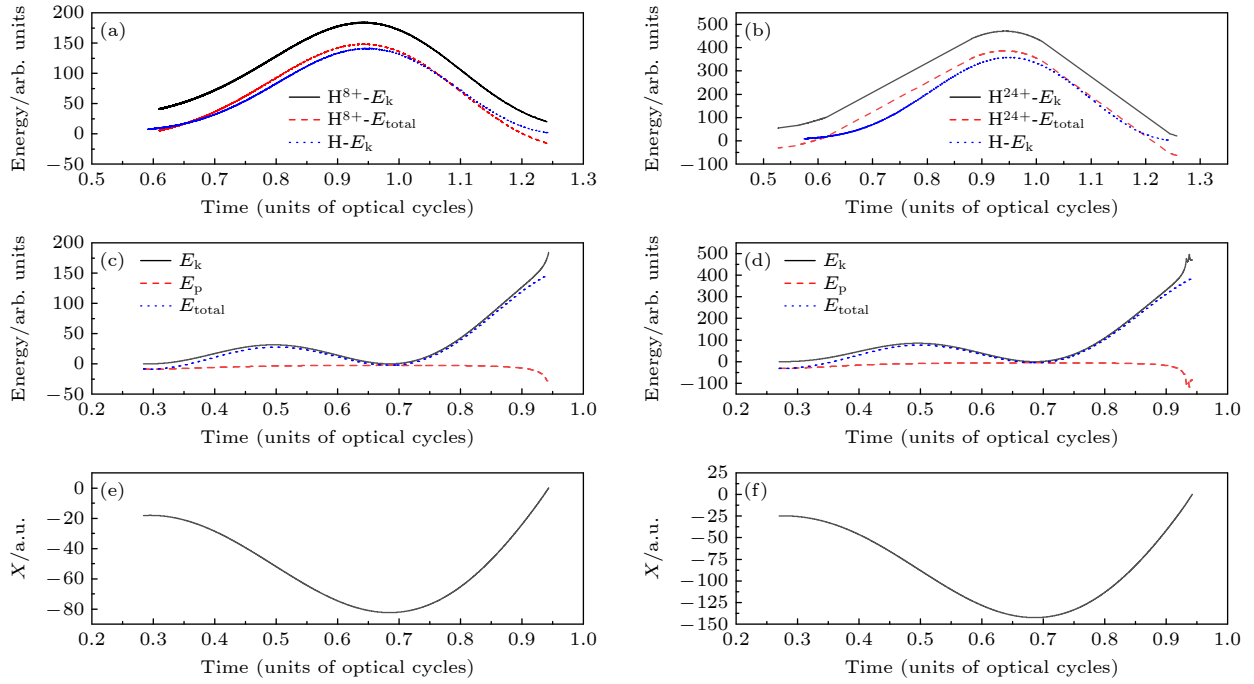 (a)
Energy/arb. units
200
150
100
50
0
−50
H8+-Ek
H8+-Etotal
H-Ek
0.5 0.6 0.7 0.8 0.9 1.0 1.1 1.2 1.3
Time (units of optical cycles)
(b)
Energy/arb. units
500
400
300
200
100
0
−100
H24+-Ek
H24+-Etotal
H-Ek
0.5 0.6 0.7 0.8 0.9 1.0 1.1 1.2 1.3
Time (units of optical cycles)
(c)
Energy/arb. units
200
150
100
50
0
−50
Ek
Ep
Etotal
0.2 0.3 0.4 0.5 0.6 0.7 0.8 0.9 1.0
Time (units of optical cycles)
(d)
Energy/arb. units
500
400
300
200
100
0
−100
Ek
Ep
Etotal
0.2 0.3 0.4 0.5 0.6 0.7 0.8 0.9 1.0
Time (units of optical cycles)
(e)
X/a.u.
0
−20
−40
−60
−80
0.2 0.3 0.4 0.5 0.6 0.7 0.8 0.9 1.0
Time (units of optical cycles)
(f)
X/a.u.
25
0
−25
−50
−75
−100
−125
−150
0.2 0.3 0.4 0.5 0.6 0.7 0.8 0.9 1.0
Time (units of optical cycles)